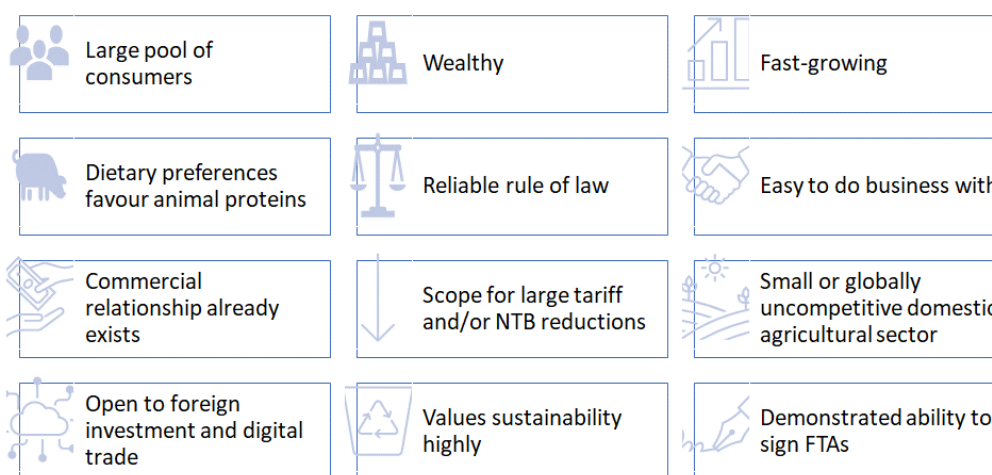 Large pool of
consumers
Wealthy
Fast-growing
Dietary preferences
favour animal proteins
Reliable rule of law
Easy to do business with
Commercial
relationship already
exists
Scope for large tariff
and/or NTB reductions
Small or globally
uncompetitive domestic
agricultural sector
Open to foreign
investment and digital
trade
Values sustainability
highly
Demonstrated ability to
sign FTAs